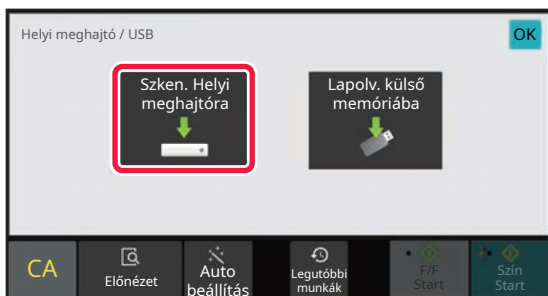 Helyi meghajtó / USB
OK
Szken. Helyi
meghajtóra
Lapolv. külső
memóriába
CA
Előnézet
Auto
beállítás
Legutóbbi
munkák
F/F
Start
Szín
Start